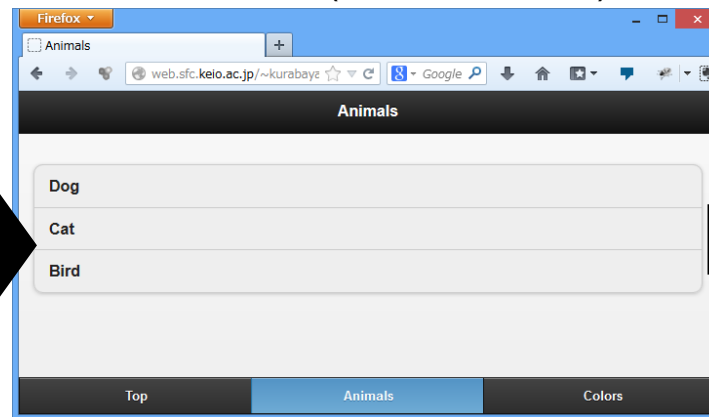 Firefox
Animals
web.sfc.keio.ac.jp/~kurabaya
Google
Animals
Dog
Cat
Bird
Top Animals Colors